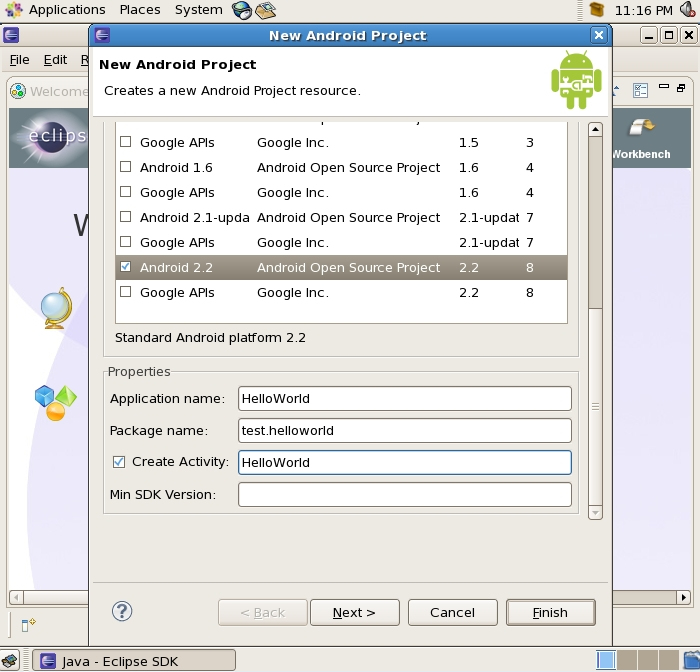 Applications Places System 11:16 PM
New Android Project
File Edit
New Android Project
Creates a new Android Project resource.
Welcome
eclips
Workbench
Google APIs Google Inc. 1.5 3
Android 1.6 Android Open Source Project 1.6 4
Google APIs Google Inc. 1.6 4
Android 2.1-upda Android Open Source Project 2.1-updat 7
Google APIs Google Inc. 2.1-updat 7
Android 2.2 Android Open Source Project 2.2 8
Google APIs Google Inc. 2.2 8
Standard Android platform 2.2
Properties
Application name: HelloWorld
Package name: test.helloworld
Create Activity: HelloWorld
Min SDK Version:
? < Back Next > Cancel Finish
Java - Eclipse SDK